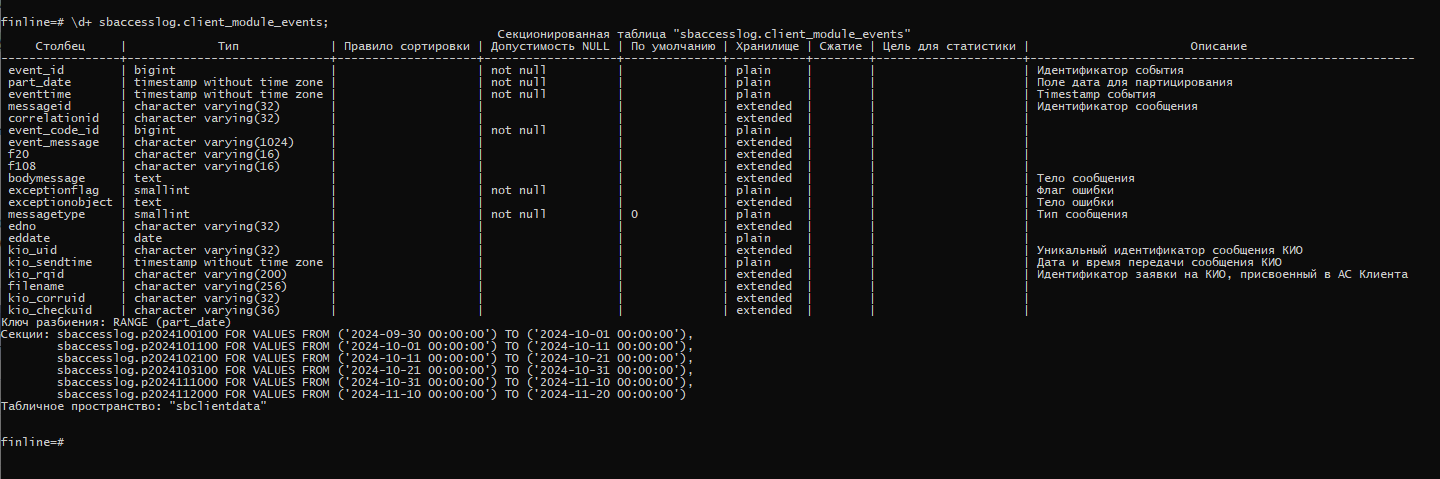 finline=# \d+ sbaccesslog.client_module_events;
Секционированная таблица "sbaccesslog.client_module_events"
Столбец | Тип | Правило сортировки | Допустимость NULL | По умолчанию | Хранилище | Сжатие | Цель для статистики | Описание
-----------------+-----------------------------+--------------------+-------------------+--------------+-----------+--------+---------------------+------------------------------------------------------
event_id | bigint | | not null | | plain | | | Идентификатор события
part_date | timestamp without time zone | | not null | | plain | | | Поле дата для партицирования
eventtime | timestamp without time zone | | not null | | plain | | | Timestamp события
messageid | character varying(32) | | | | extended | | | Идентификатор сообщения
correlationid | character varying(32) | | | | extended | | |
event_code_id | bigint | | not null | | plain | | |
event_message | character varying(1024) | | | | extended | | |
f20 | character varying(16) | | | | extended | | |
f108 | character varying(16) | | | | extended | | |
bodymessage | text | | | | extended | | | Тело сообщения
exceptionflag | smallint | | not null | | plain | | | Флаг ошибки
exceptionobject | text | | | | extended | | | Тело ошибки
messagetype | smallint | | not null | 0 | plain | | | Тип сообщения
edno | character varying(32) | | | | extended | | |
eddate | date | | | | plain | | |
kio_uid | character varying(32) | | | | extended | | | Уникальный идентификатор сообщения КИО
kio_sendtime | timestamp without time zone | | | | plain | | | Дата и время передачи сообщения КИО
kio_rqid | character varying(200) | | | | extended | | | Идентификатор заявки на КИО, присвоенный в АС Клиента
filename | character varying(256) | | | | extended | | |
kio_corruid | character varying(32) | | | | extended | | |
kio_checkuid | character varying(36) | | | | extended | | |
Ключ разбиения: RANGE (part_date)
Секции: sbaccesslog.p2024100100 FOR VALUES FROM ('2024-09-30 00:00:00') TO ('2024-10-01 00:00:00'),
sbaccesslog.p2024101100 FOR VALUES FROM ('2024-10-01 00:00:00') TO ('2024-10-11 00:00:00'),
sbaccesslog.p2024102100 FOR VALUES FROM ('2024-10-11 00:00:00') TO ('2024-10-21 00:00:00'),
sbaccesslog.p2024103100 FOR VALUES FROM ('2024-10-21 00:00:00') TO ('2024-10-31 00:00:00'),
sbaccesslog.p2024111000 FOR VALUES FROM ('2024-10-31 00:00:00') TO ('2024-11-10 00:00:00'),
sbaccesslog.p2024112000 FOR VALUES FROM ('2024-11-10 00:00:00') TO ('2024-11-20 00:00:00')
Табличное пространство: "sbclientdata"
finline=#